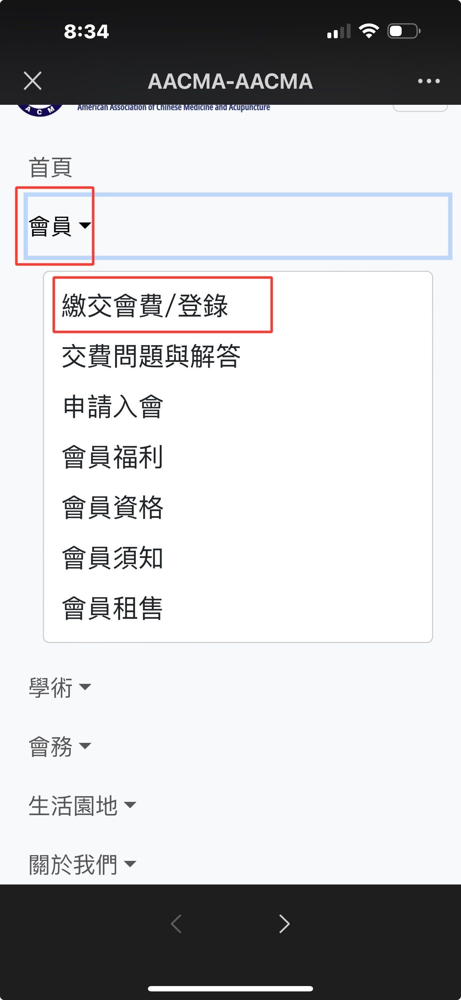 8:34
AACMA-AACMA
A C M
American Association of Chinese Medicine and Acupuncture
首頁
會員
繳交會費/登錄
交費問題與解答
申請入會
會員福利
會員資格
會員須知
會員租售
學術
會務
生活園地
關於我們